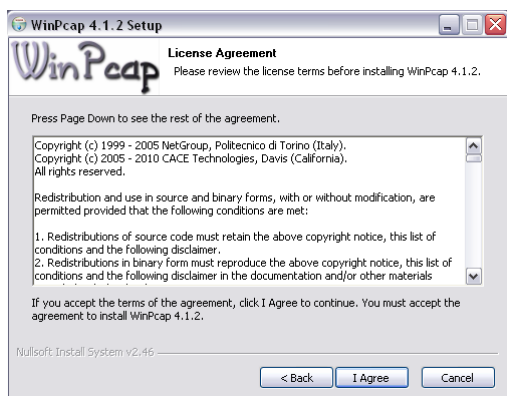 WinPcap 4.1.2 Setup
WinPcap
License Agreement
Please review the license terms before installing WinPcap 4.1.2.
Press Page Down to see the rest of the agreement.
Copyright (c) 1999 - 2005 NetGroup, Politecnico di Torino (Italy).
Copyright (c) 2005 - 2010 CACE Technologies, Davis (California).
All rights reserved.
Redistribution and use in source and binary forms, with or without modification, are
permitted provided that the following conditions are met:
1. Redistributions of source code must retain the above copyright notice, this list of
conditions and the following disclaimer.
2. Redistributions in binary form must reproduce the above copyright notice, this list of
conditions and the following disclaimer in the documentation and/or other materials
If you accept the terms of the agreement, click I Agree to continue. You must accept the
agreement to install WinPcap 4.1.2.
Nullsoft Install System v2.46
< Back I Agree Cancel